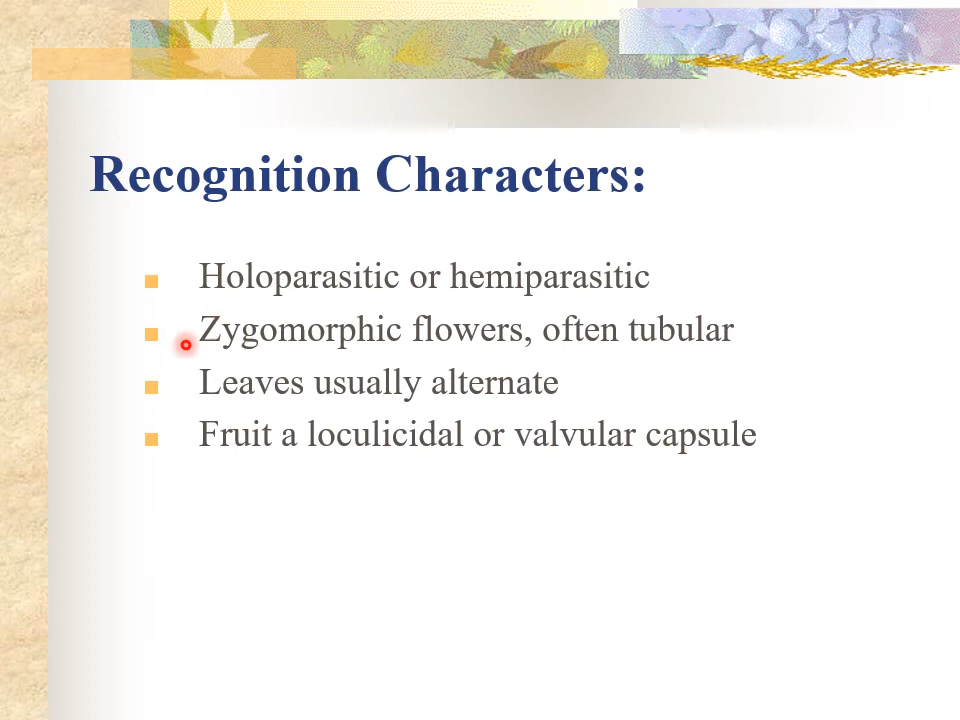 Recognition Characters:
Holoparasitic or hemiparasitic
Zygomorphic flowers, often tubular
Leaves usually alternate
Fruit a loculicidal or valvular capsule